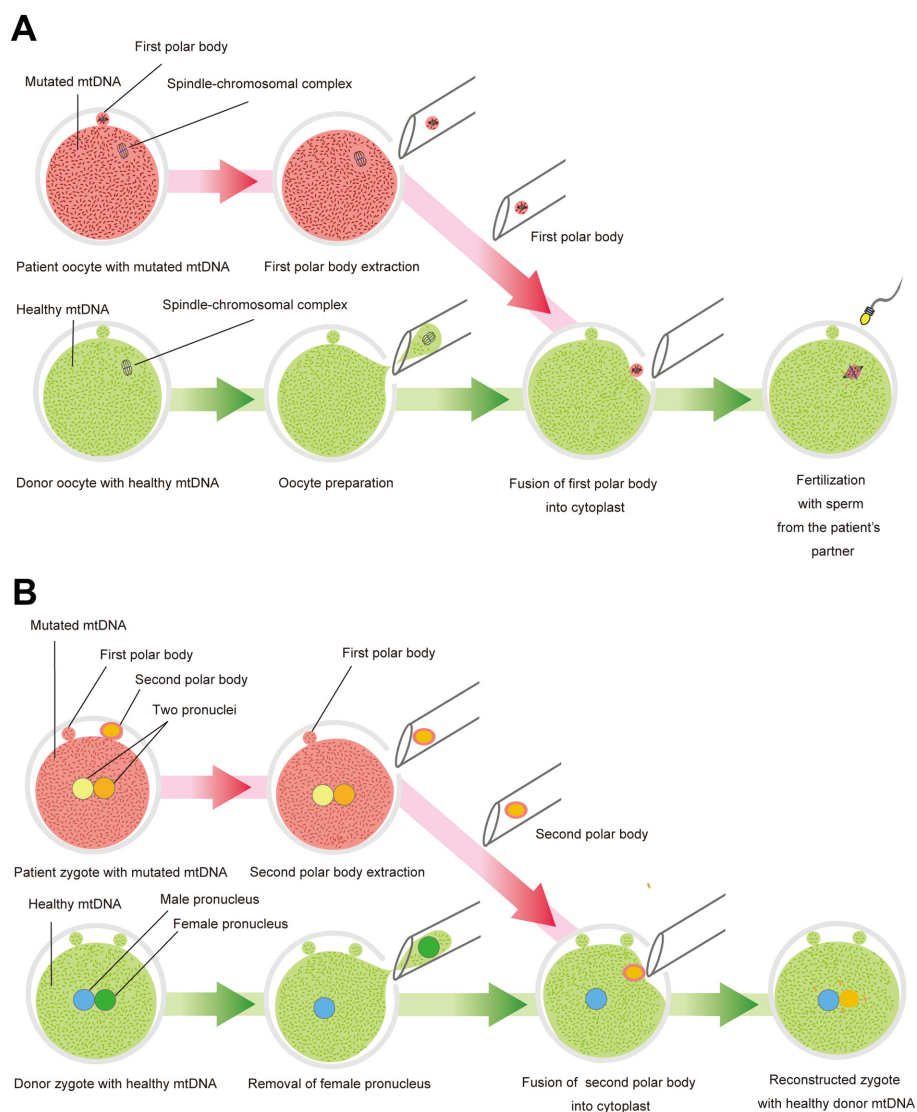 A
First polar body
Mutated mtDNA
Spindle-chromosomal complex
First polar body
Patient oocyte with mutated mtDNA
First polar body extraction
Healthy mtDNA
Spindle-chromosomal complex
Donor oocyte with healthy mtDNA
Oocyte preparation
Fusion of first polar body
into cytoplast
Fertilization
with sperm
from the patient's
partner
B
Mutated mtDNA
First polar body
Second polar body
Two pronuclei
First polar body
Second polar body
Patient zygote with mutated mtDNA
Second polar body extraction
Healthy mtDNA
Male pronucleus
Female pronucleus
Donor zygote with healthy mtDNA
Removal of female pronucleus
Fusion of second polar body
into cytoplast
Reconstructed zygote
with healthy donor mtDNA